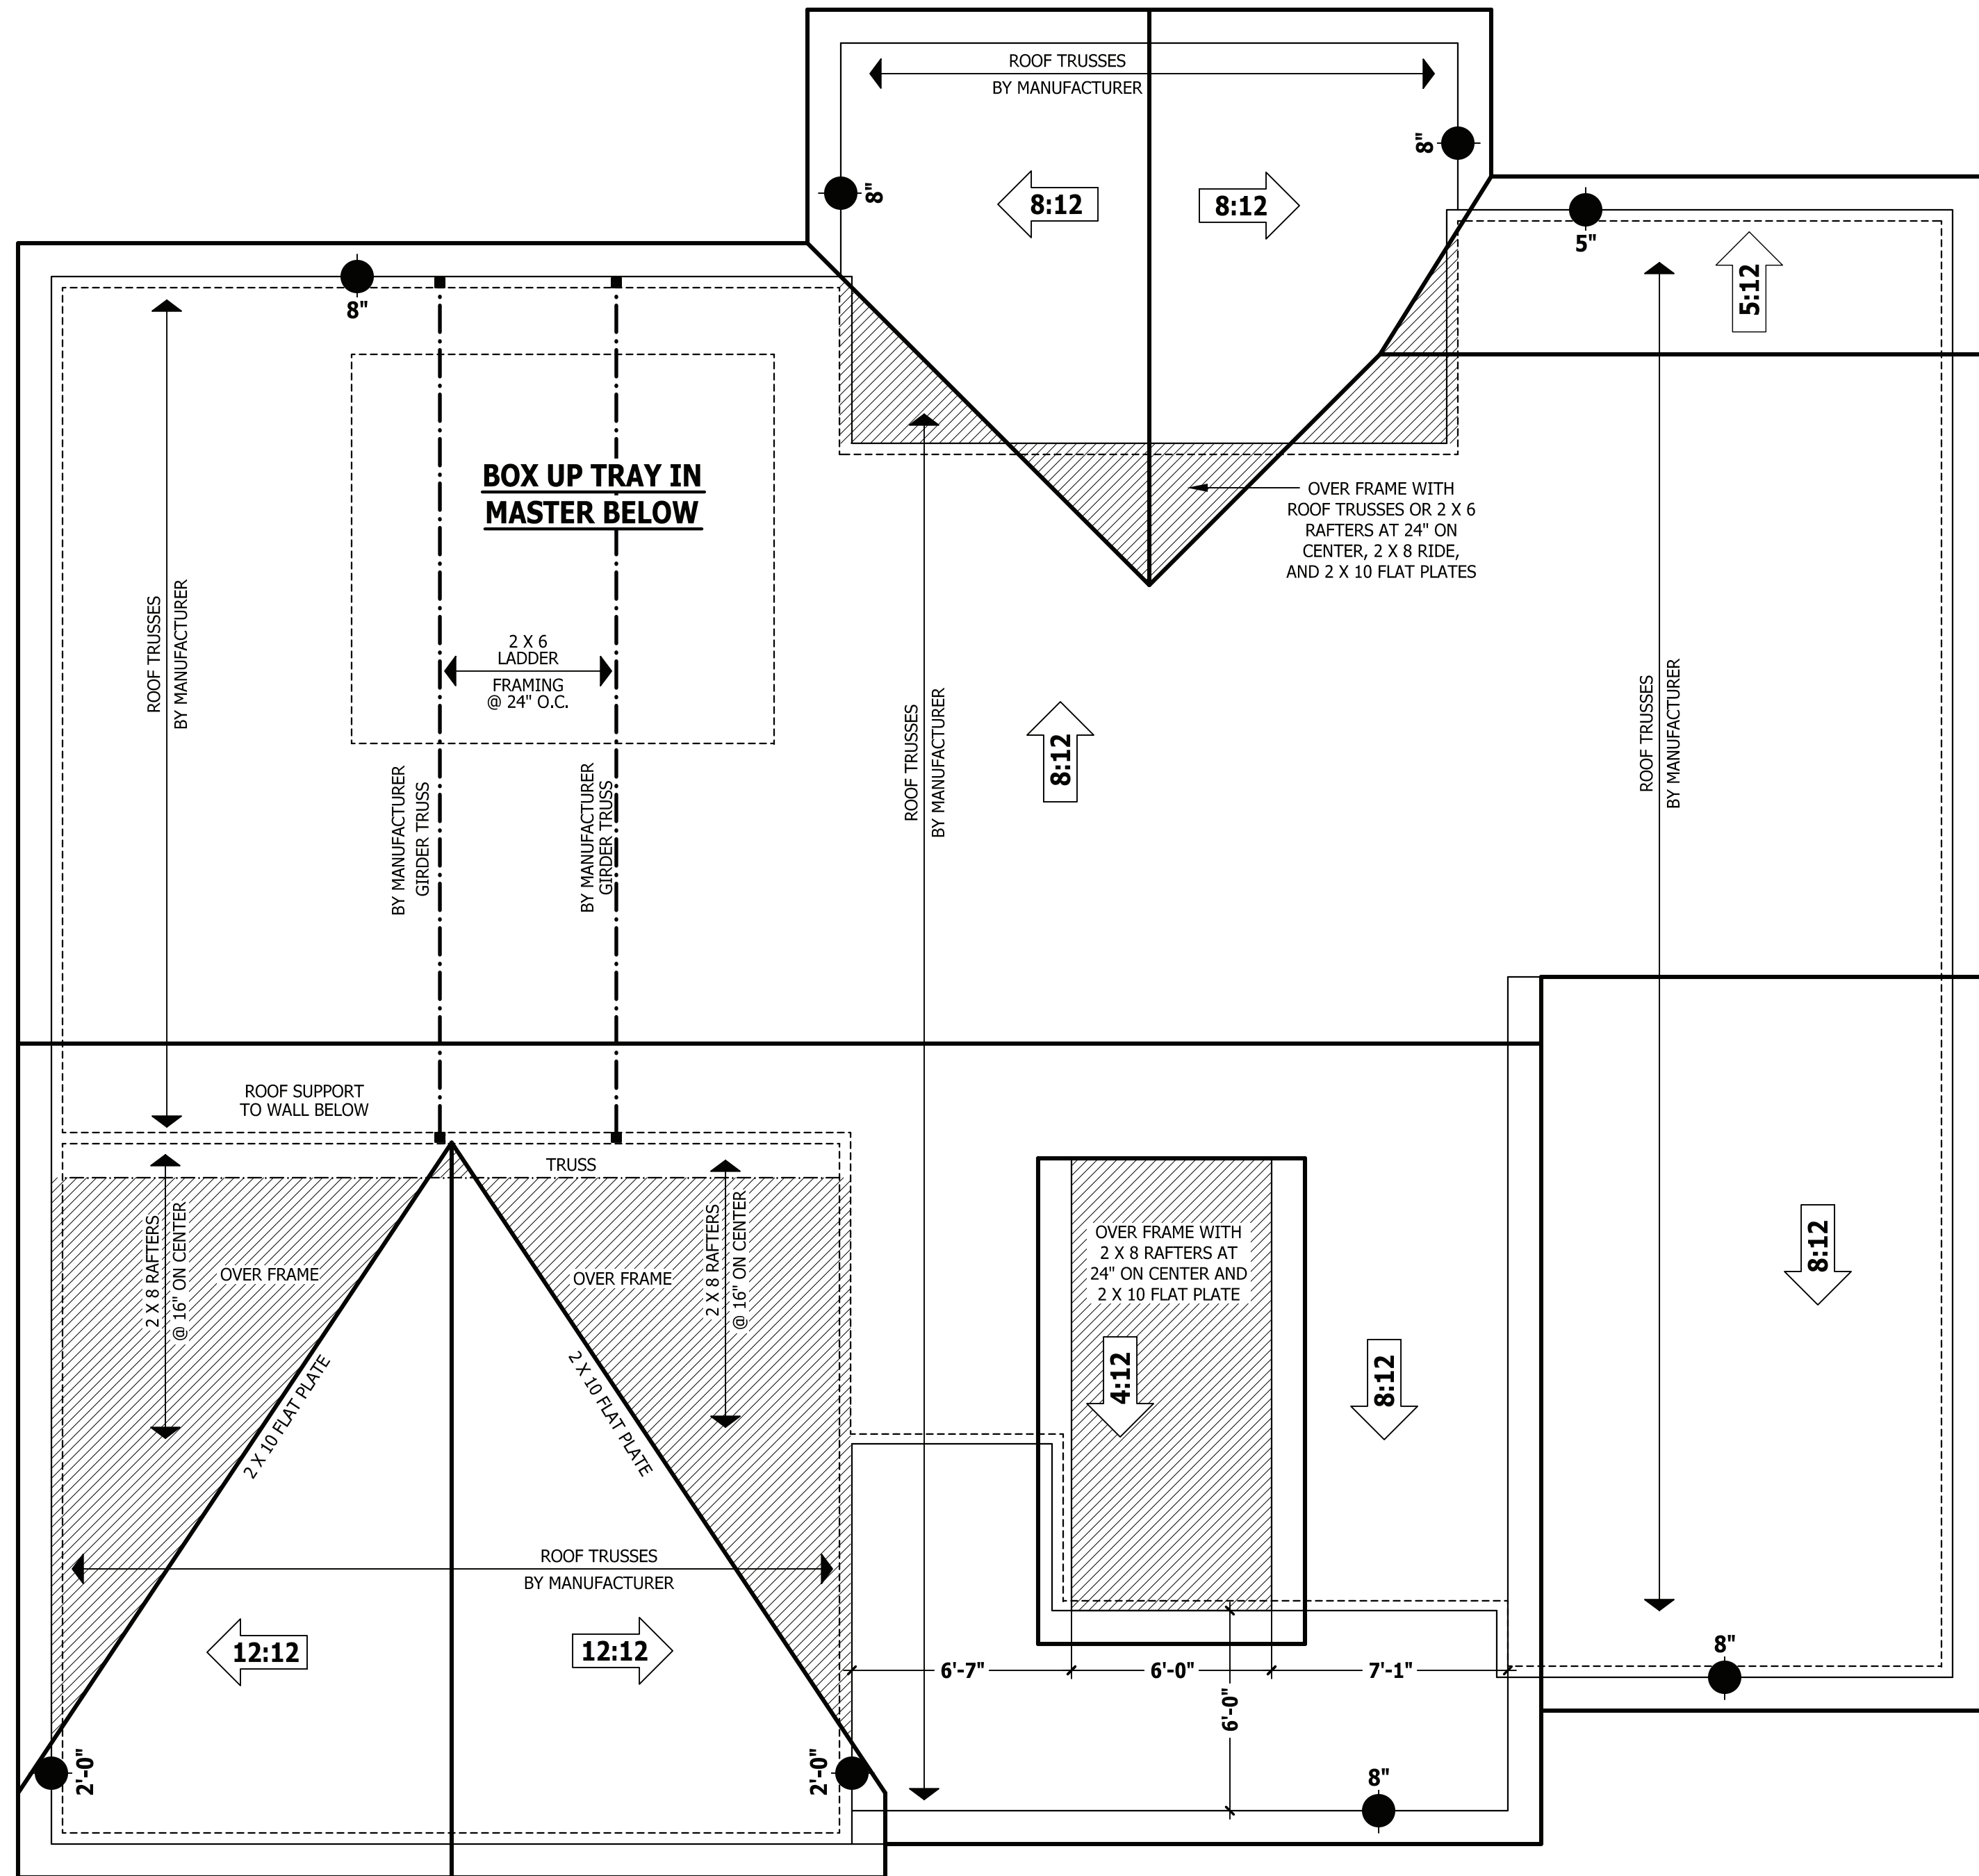 ROOF TRUSSES
BY MANUFACTURER
8"
8"
8:12
8:12
5"
5:12
8"
BOX UP TRAY IN
MASTER BELOW
OVER FRAME WITH
ROOF TRUSSES OR 2 X 6
RAFTERS AT 24" ON
CENTER, 2 X 8 RIDE,
AND 2 X 10 FLAT PLATES
ROOF TRUSSES
BY MANUFACTURER
2 X 6
LADDER
FRAMING
@ 24" O.C.
BY MANUFACTURER
GIRDER TRUSS
BY MANUFACTURER
GIRDER TRUSS
ROOF TRUSSES
BY MANUFACTURER
8:12
ROOF TRUSSES
BY MANUFACTURER
ROOF SUPPORT
TO WALL BELOW
TRUSS
2 X 8 RAFTERS
@ 16" ON CENTER
OVER FRAME
OVER FRAME
2 X 8 RAFTERS
@ 16" ON CENTER
OVER FRAME WITH
2 X 8 RAFTERS AT
24" ON CENTER AND
2 X 10 FLAT PLATE
8:12
4:12
8:12
2 X 10 FLAT PLATE
2 X 10 FLAT PLATE
ROOF TRUSSES
BY MANUFACTURER
12:12
12:12
6'-7"
6'-0"
7'-1"
8"
6'-0"
2'-0"
2'-0"
8"